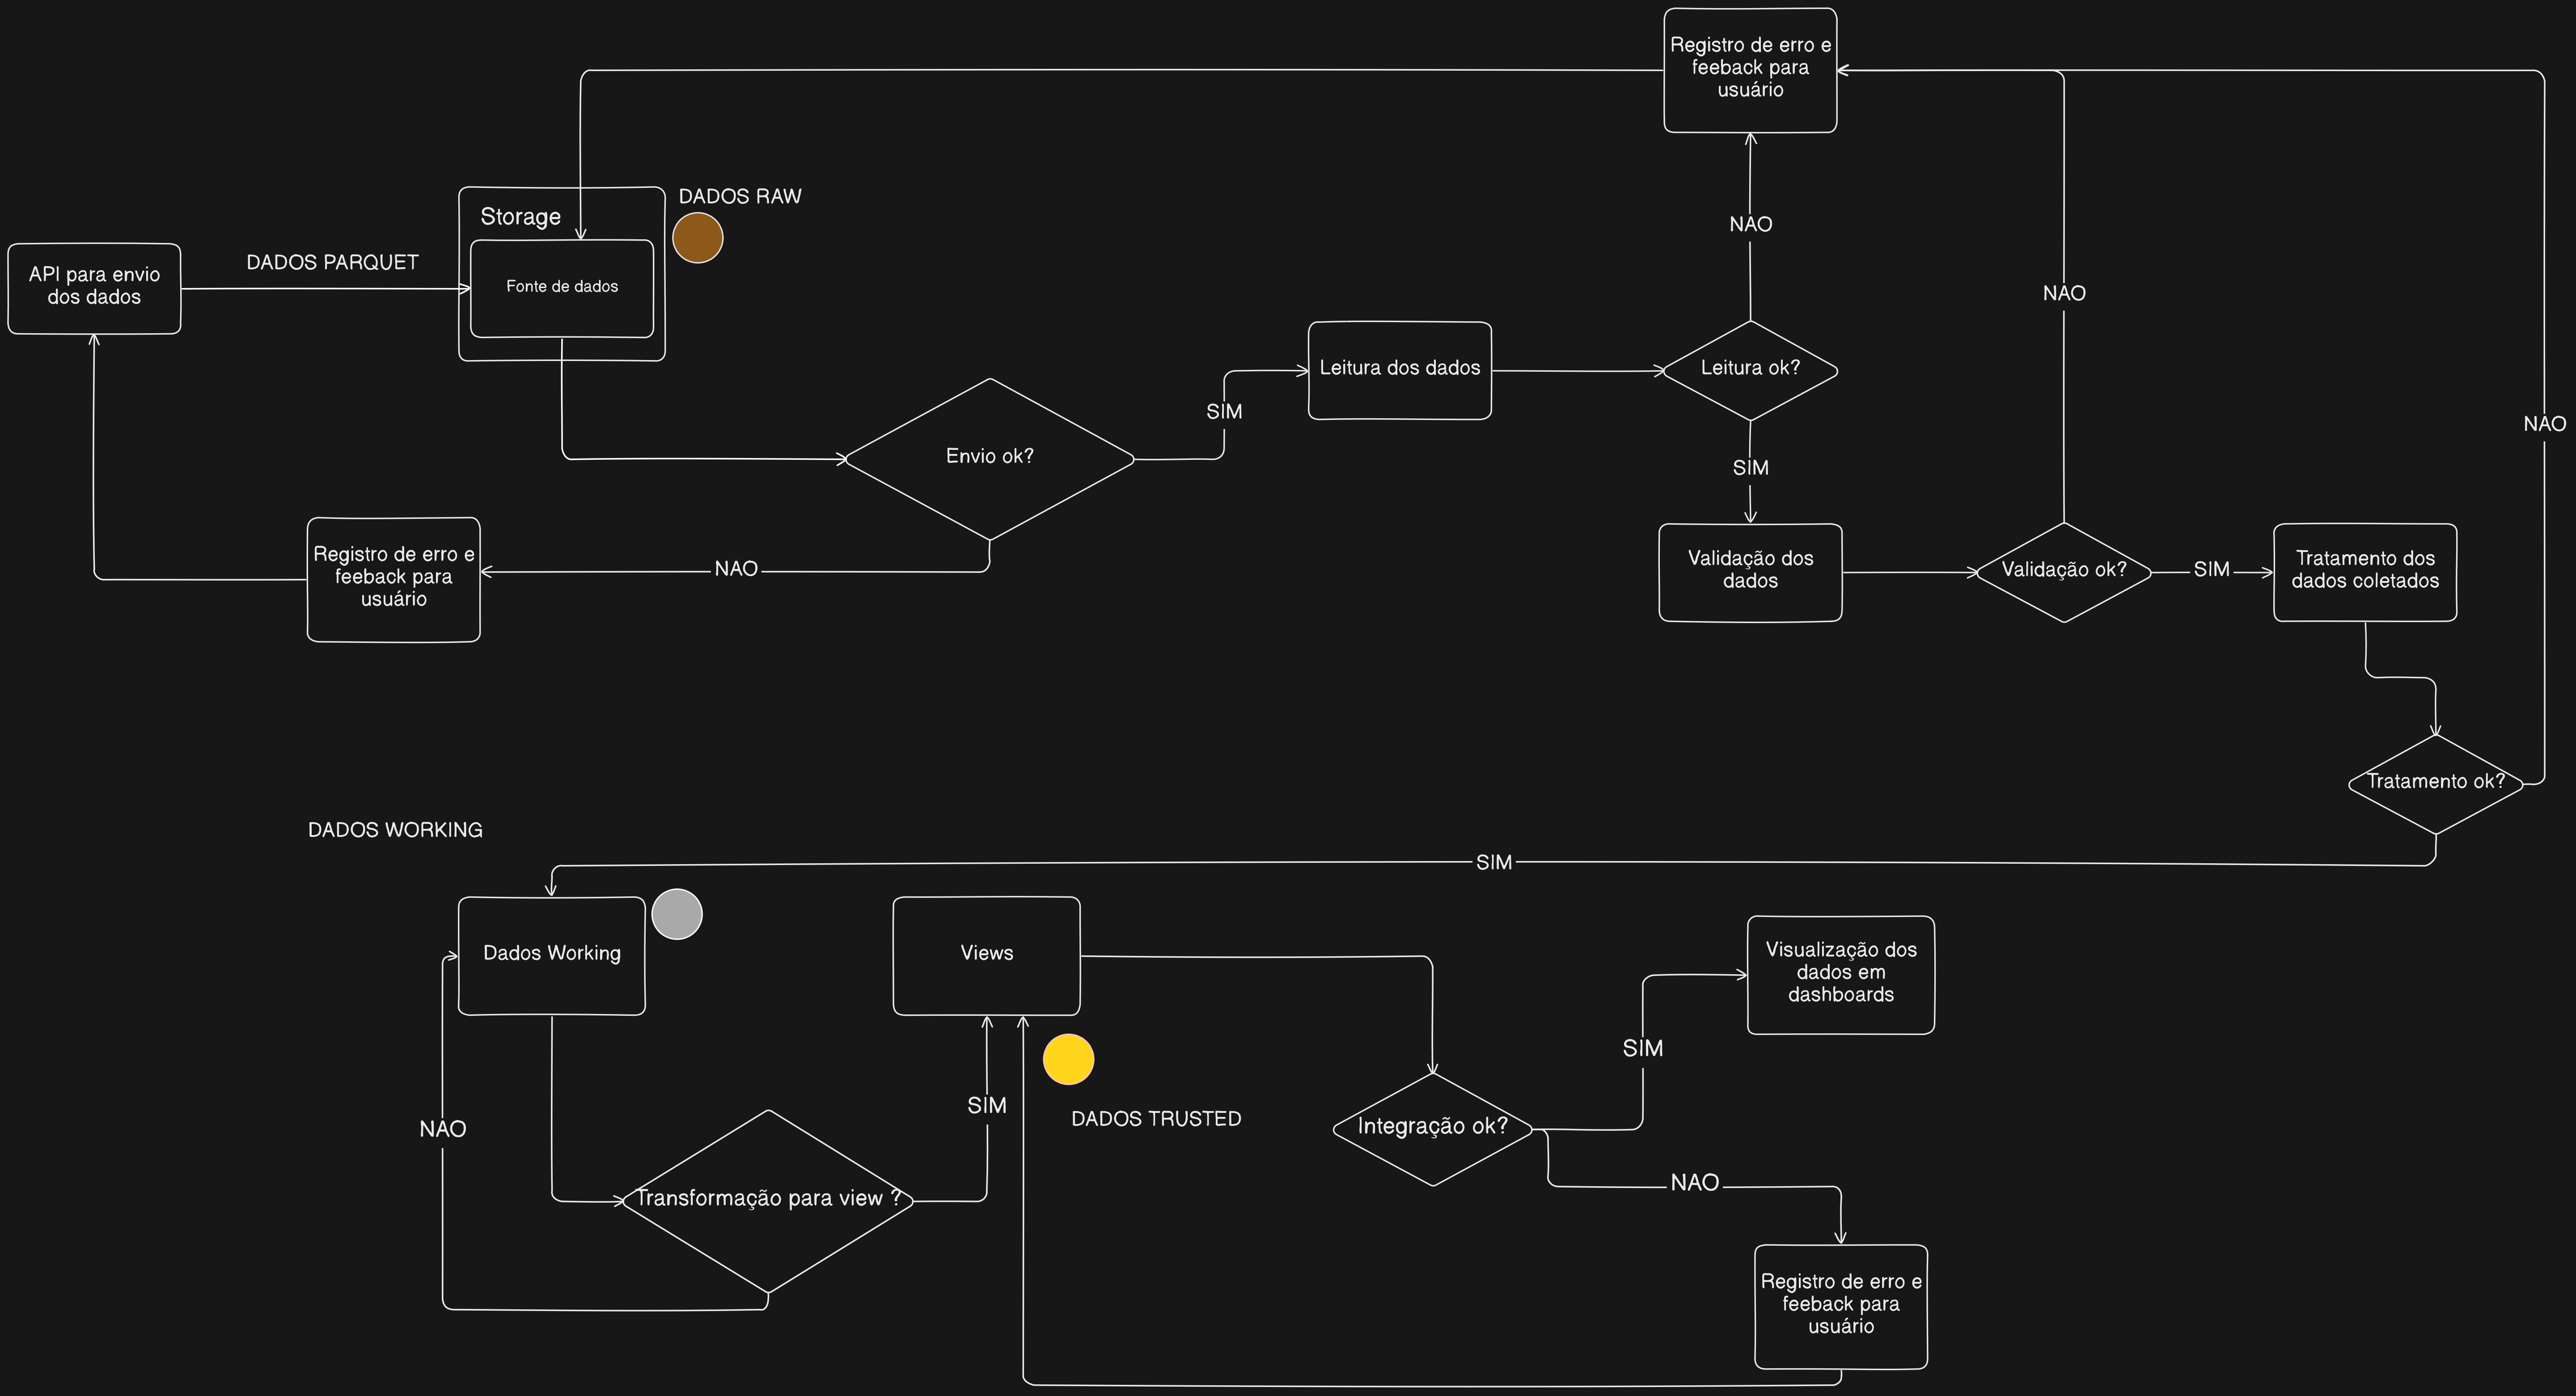 Registro de erro e
feeback para
usuário
DADOS RAW
Storage
NAO
API para envio
dos dados
DADOS PARQUET
Fonte de dados
NAO
Leitura dos dados
Leitura ok?
SIM
NAO
Envio ok?
SIM
Registro de erro e
feeback para
usuário
NAO
Validação dos
dados
Validação ok?
SIM
Tratamento dos
dados coletados
Tratamento ok?
DADOS WORKING
SIM
Dados Working
Views
Visualização dos
dados em
dashboards
SIM
SIM
NAO
DADOS TRUSTED
Integração ok?
NAO
Transformação para view ?
Registro de erro e
feeback para
usuário